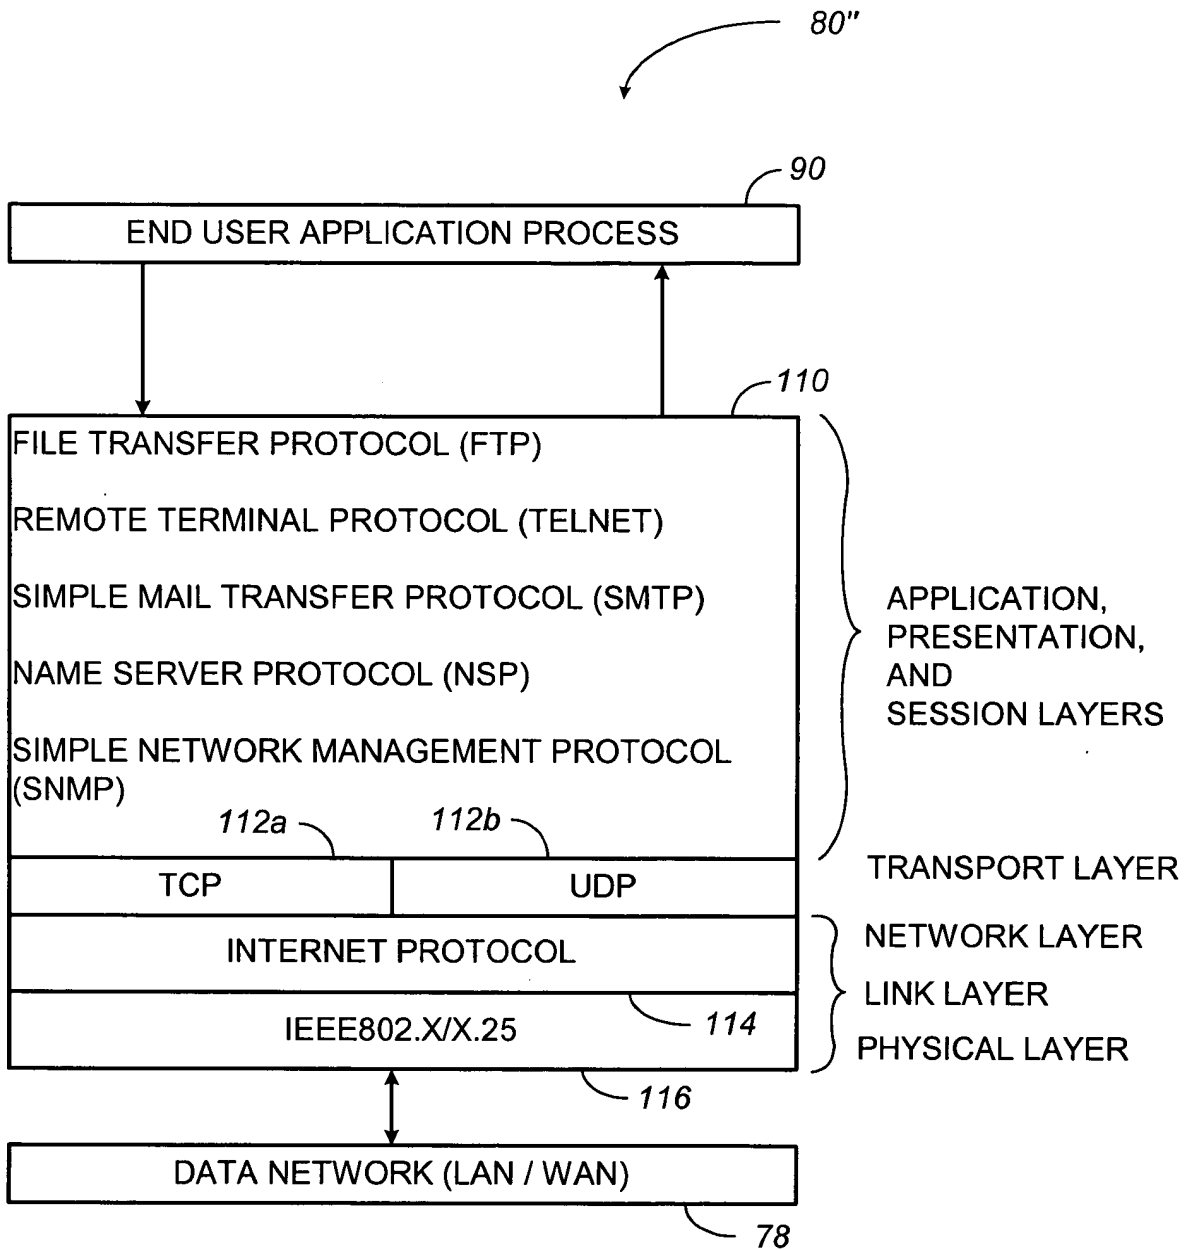 80"
90
END USER APPLICATION PROCESS
110
FILE TRANSFER PROTOCOL (FTP)
REMOTE TERMINAL PROTOCOL (TELNET)
SIMPLE MAIL TRANSFER PROTOCOL (SMTP)
NAME SERVER PROTOCOL (NSP)
SIMPLE NETWORK MANAGEMENT PROTOCOL
(SNMP)
APPLICATION,
PRESENTATION,
AND
SESSION LAYERS
112a
112b
TCP
UDP
TRANSPORT LAYER
INTERNET PROTOCOL
NETWORK LAYER
LINK LAYER
114
IEEE802.X/X.25
PHYSICAL LAYER
116
DATA NETWORK (LAN / WAN)
78